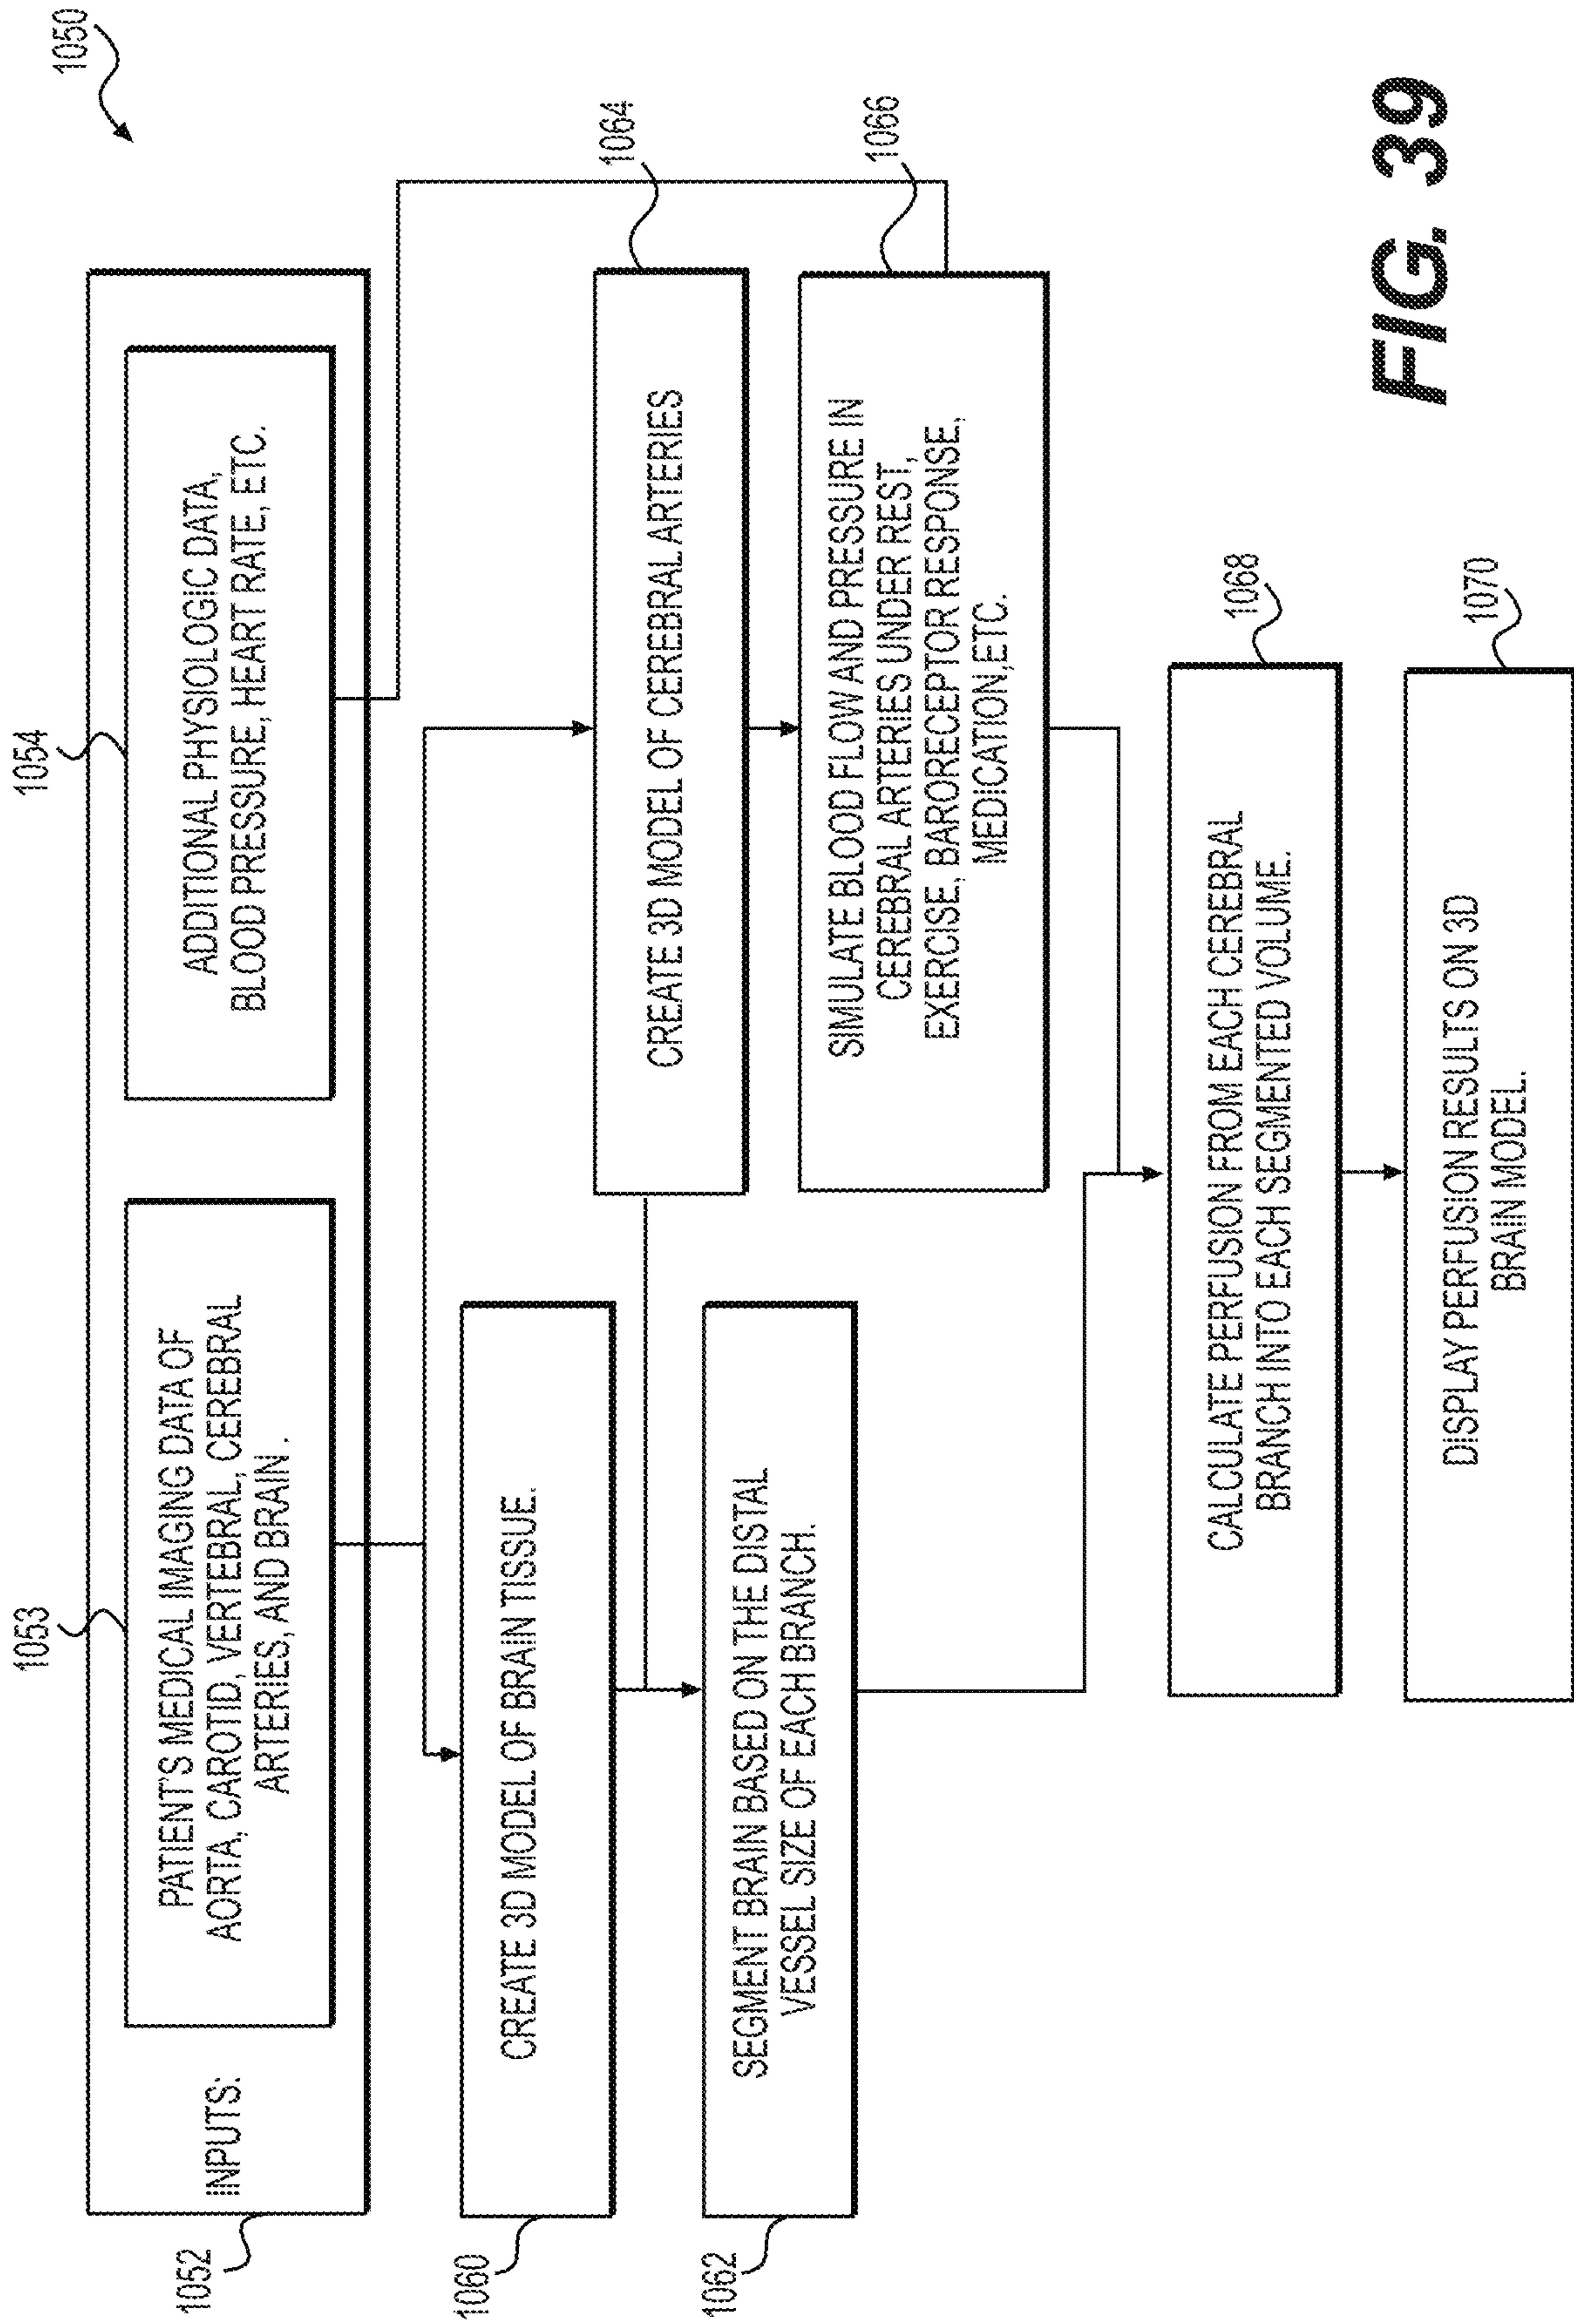 1050
1052
INPUTS:
1053
PATIENT'S MEDICAL IMAGING DATA OF
AORTA, CAROTID, VERTEBRAL, CEREBRAL
ARTERIES, AND BRAIN .
1054
ADDITIONAL PHYSIOLOGIC DATA,
BLOOD PRESSURE, HEART RATE, ETC.
1060
CREATE 3D MODEL OF BRAIN TISSUE.
1064
CREATE 3D MODEL OF CEREBRAL ARTERIES
1062
SEGMENT BRAIN BASED ON THE DISTAL
VESSEL SIZE OF EACH BRANCH.
1066
SIMULATE BLOOD FLOW AND PRESSURE IN
CEREBRAL ARTERIES UNDER REST,
EXERCISE, BARORECEPTOR RESPONSE,
MEDICATION,ETC.
1068
CALCULATE PERFUSION FROM EACH CEREBRAL
BRANCH INTO EACH SEGMENTED VOLUME.
1070
DISPLAY PERFUSION RESULTS ON 3D
BRAIN MODEL.
FIG. 39